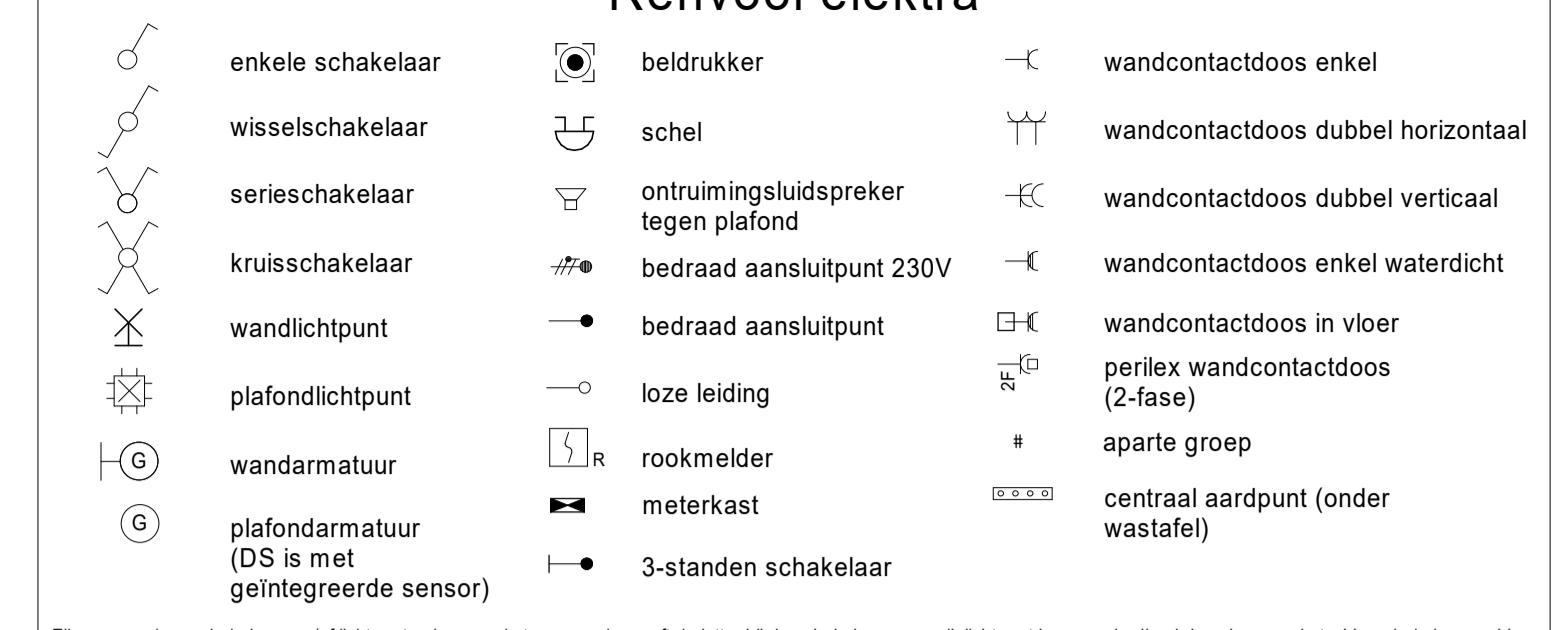 Renvooi elektra
enkele schakelaar
wisselschakelaar
serieschakelaar
kruisschakelaar
wandlichtpunt
plafondlichtpunt
G
wandarmatuur
G
plafondarmatuur
(DS is met
geïntegreerde sensor)
beldrukker
schel
ontruimingsluidspreker
tegen plafond
bedraad aansluitpunt 230V
bedraad aansluitpunt
loze leiding
R
rookmelder
meterkast
3-standen schakelaar
wandcontactdoos enkel
wandcontactdoos dubbel horizontaal
wandcontactdoos dubbel verticaal
wandcontactdoos enkel waterdicht
wandcontactdoos in vloer
2F
perilex wandcontactdoos
(2-fase)
#
aparte groep
centraal aardpunt (onder
wastafel)